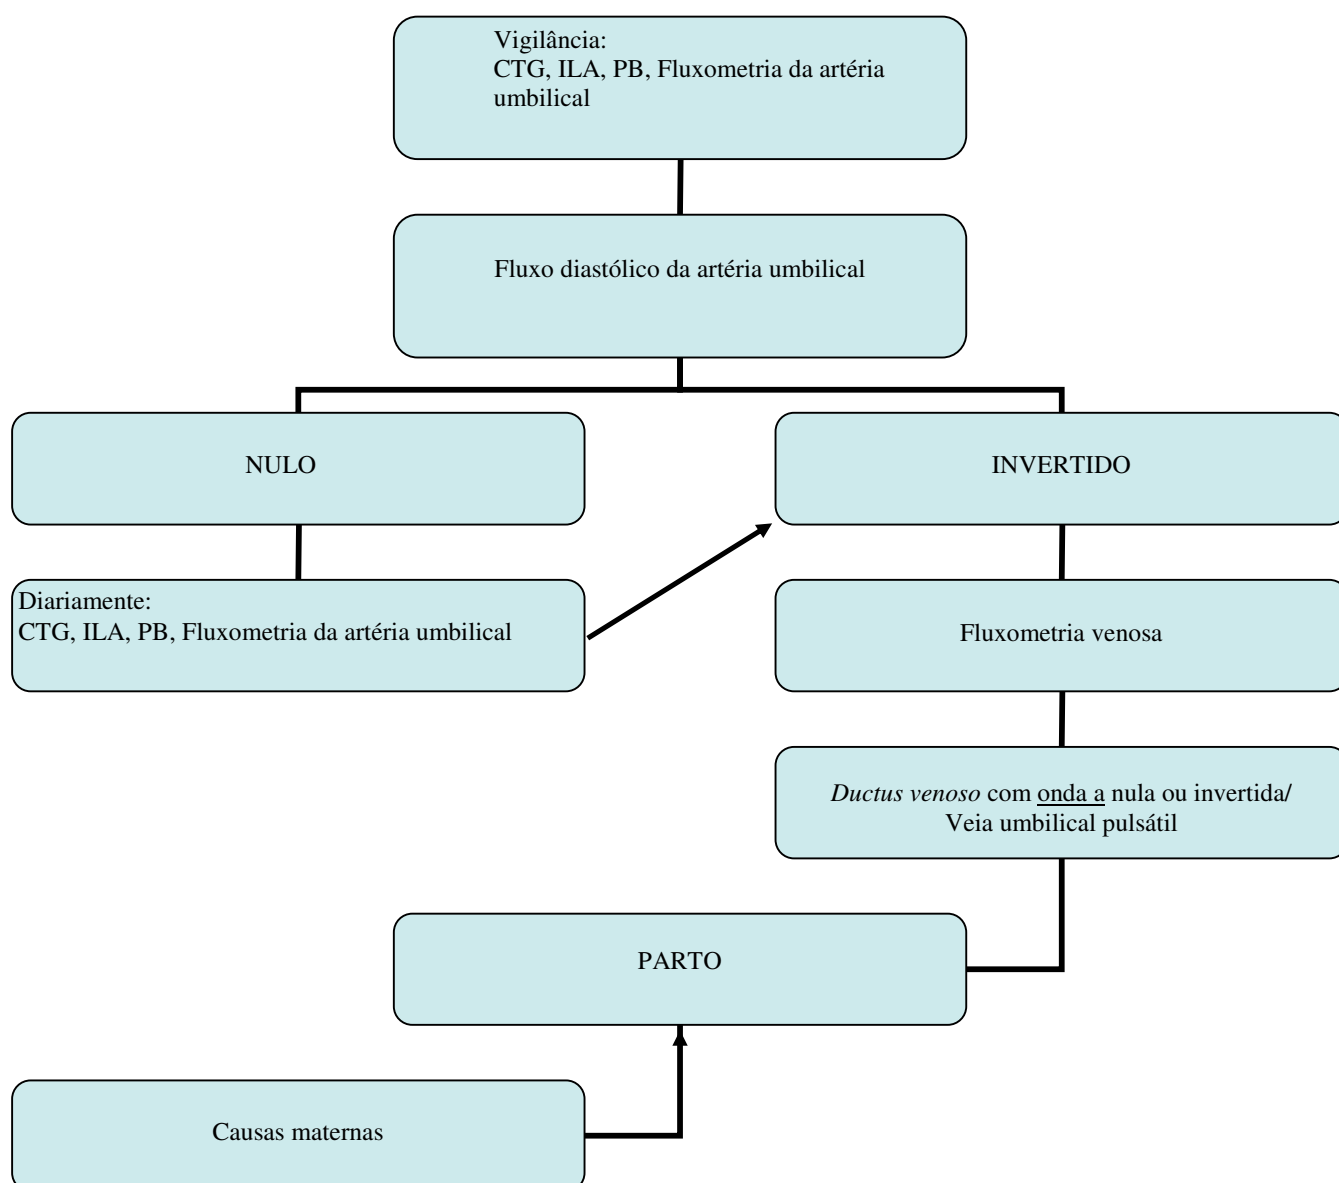 Vigilância:
CTG, ILA, PB, Fluxometria da artéria
umbilical
Fluxo diastólico da artéria umbilical
NULO
INVERTIDO
Diariamente:
CTG, ILA, PB, Fluxometria da artéria umbilical
Fluxometria venosa
Ductus venoso com onda a nula ou invertida/
Veia umbilical pulsátil
PARTO
Causas maternas